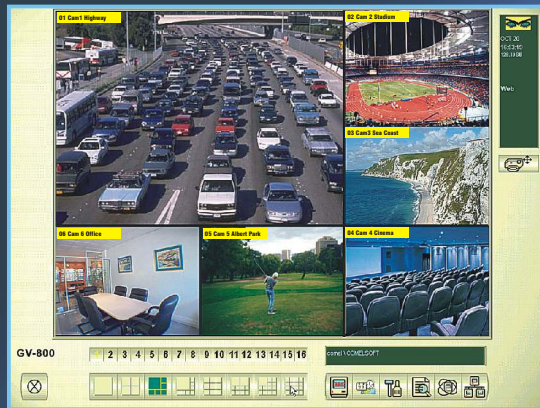 01 Cam1 Highway
02 Cam 2 Stadium
OCT 26
Web
03 Cam3 Sea Coast
06 Cam 6 Office
05 Cam 5 Albert Park
04 Cam 4 Cinema
GV-800
2 3 4 5 6 7 8 9 10 11 12 13 14 15 16